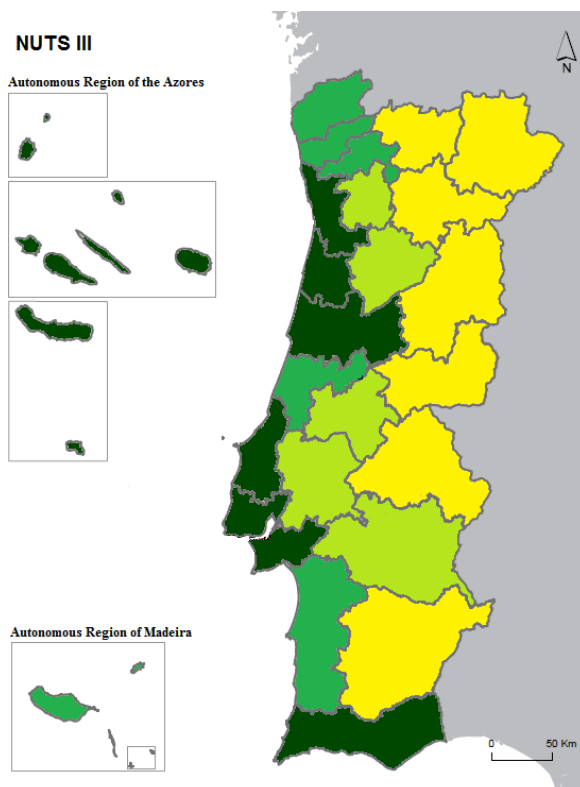 NUTS III
N
Autonomous Region of the Azores
Autonomous Region of Madeira
0 50 Km